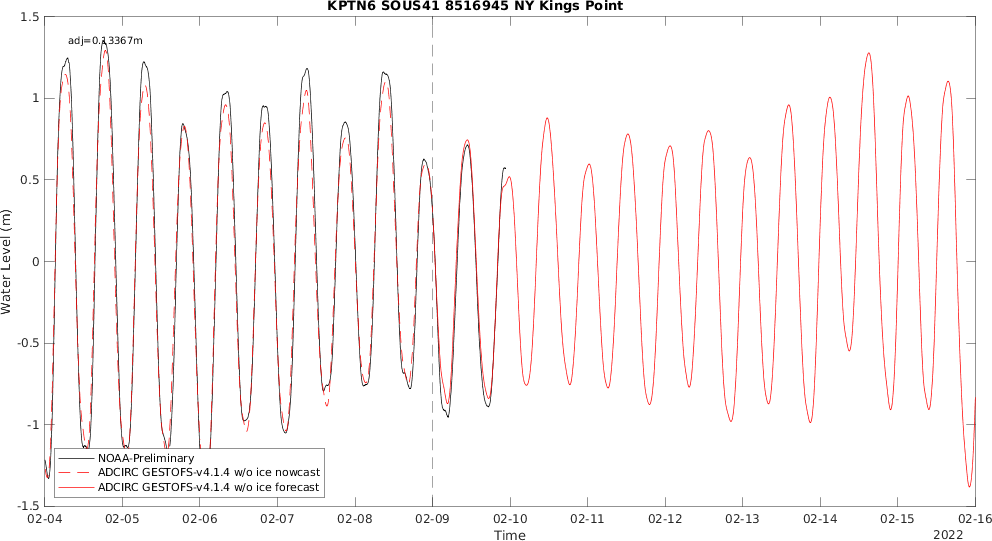 KPTN6 SOUS41 8516945 NY Kings Point
1.5
adj=0.13367m
1
0.5
0
-0.5
-1
-1.5
Water Level (m)
NOAA-Preliminary
ADCIRC GESTOFS-v4.1.4 w/o ice nowcast
ADCIRC GESTOFS-v4.1.4 w/o ice forecast
02-04 02-05 02-06 02-07 02-08 02-09 02-10 02-11 02-12 02-13 02-14 02-15 02-16
Time
2022